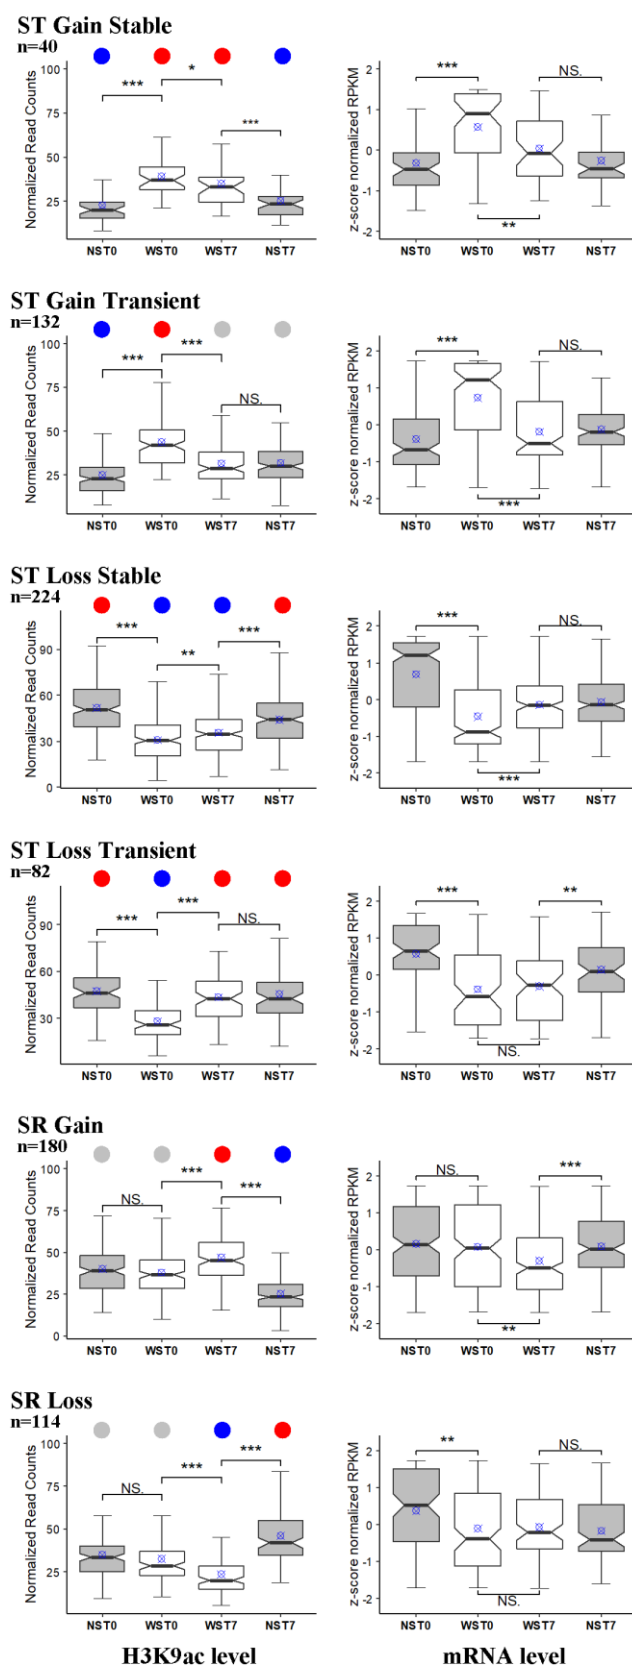 ST Gain Stable
n=40
Normalized Read Counts
100
75
50
25
***
*
***
NST0 WST0 WST7 NST7
z-score normalized RPKM
2
1
0
-1
-2
***
NS.
**
NST0 WST0 WST7 NST7
ST Gain Transient
n=132
Normalized Read Counts
100
75
50
25
***
***
NS.
NST0 WST0 WST7 NST7
z-score normalized RPKM
2
1
0
-1
-2
***
NS.
***
NST0 WST0 WST7 NST7
ST Loss Stable
n=224
Normalized Read Counts
90
60
30
0
***
**
***
NST0 WST0 WST7 NST7
z-score normalized RPKM
2
1
0
-1
-2
***
NS.
***
NST0 WST0 WST7 NST7
ST Loss Transient
n=82
Normalized Read Counts
90
60
30
***
***
NS.
NST0 WST0 WST7 NST7
z-score normalized RPKM
2
1
0
-1
-2
***
**
NS.
NST0 WST0 WST7 NST7
SR Gain
n=180
Normalized Read Counts
100
75
50
25
0
NS.
***
***
NST0 WST0 WST7 NST7
z-score normalized RPKM
2
1
0
-1
-2
NS.
***
**
NST0 WST0 WST7 NST7
SR Loss
n=114
Normalized Read Counts
100
75
50
25
NS.
***
***
NST0 WST0 WST7 NST7
z-score normalized RPKM
2
1
0
-1
-2
**
NS.
NS.
NST0 WST0 WST7 NST7
H3K9ac level
mRNA level